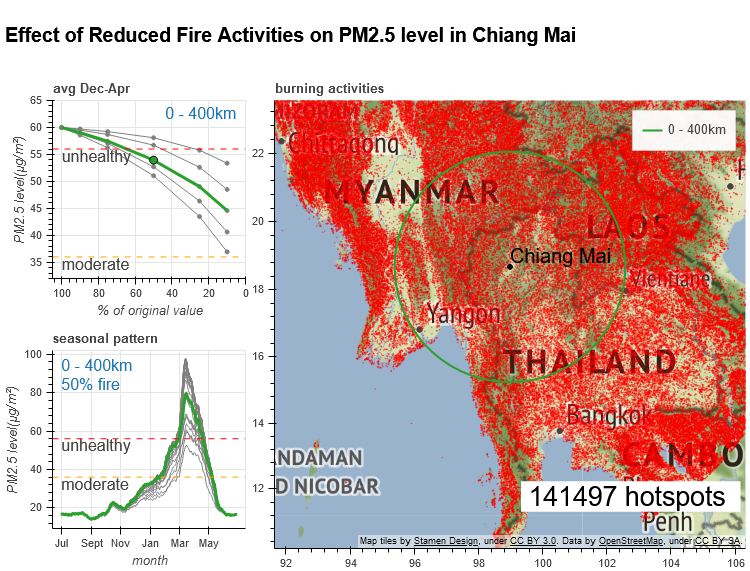 Effect of Reduced Fire Activities on PM2.5 level in Chiang Mai
avg Dec-Apr
65
60
55
50
45
40
35
PM2.5 level(μg/m²)
0 - 400km
unhealthy
moderate
100
80
60
40
20
0
% of original value
seasonal pattern
100
80
60
40
20
PM2.5 level(μg/m²)
0 - 400km
50% fire
unhealthy
moderate
Jul
Sept
Nov
Jan
Mar
May
month
burning activities
22
20
18
16
14
12
0 - 400km
Chittagong
MYANMAR
LAOS
Chiang Mai
Vientiane
Yangon
THAILAND
Bangkok
NDAMAN
D NICOBAR
CAMBO
141497 hotspots
Penh
Map tiles by Stamen Design, under CC BY 3.0. Data by OpenStreetMap, under CC BY SA.
92
94
96
98
100
102
104
106